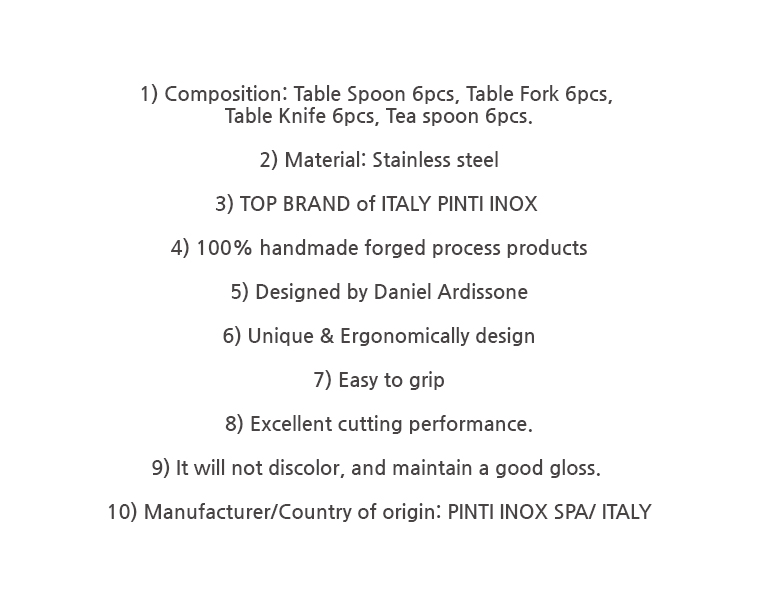 1) Composition: Table Spoon 6pcs, Table Fork 6pcs,
Table Knife 6pcs, Tea spoon 6pcs.
2) Material: Stainless steel
3) TOP BRAND of ITALY PINTI INOX
4) 100% handmade forged process products
5) Designed by Daniel Ardissone
6) Unique & Ergonomically design
7) Easy to grip
8) Excellent cutting performance.
9) It will not discolor, and maintain a good gloss.
10) Manufacturer/Country of origin: PINTI INOX SPA/ ITALY